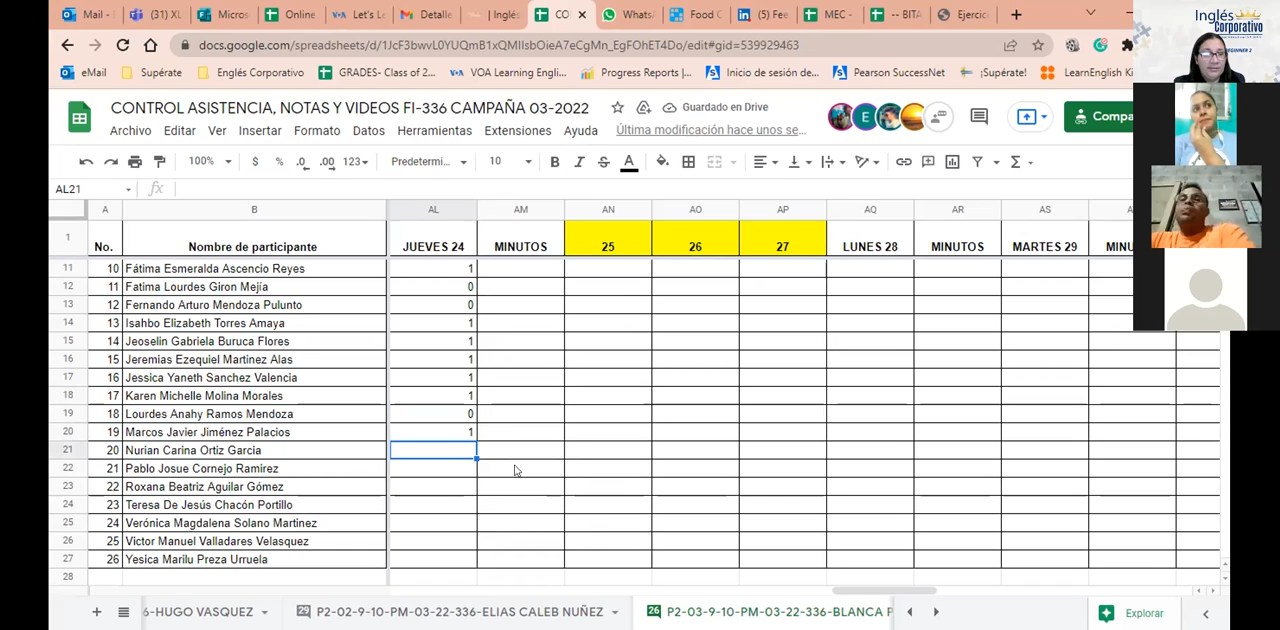 Mail - (31) XL Micros Online Let's L Detalle | Inglés CO WhatsA Food C (5) Fee MEC - -- BITA Ejercic
docs.google.com/spreadsheets/d/1JcF3bwvL0YUQmB1xQMIIsbOieA7eCgMn_EgFOhET4Do/edit#gid=539929463
eMail Supérate Englés Corporativo GRADES- Class of 2... VOA Learning Engli... Progress Reports |... Inicio de sesión de... Pearson SuccessNet ¡Supérate! LearnEnglish Ki
CONTROL ASISTENCIA, NOTAS Y VIDEOS FI-336 CAMPAÑA 03-2022 Guardado en Drive
Archivo Editar Ver Insertar Formato Datos Herramientas Extensiones Ayuda Última modificación hace unos se...
E Compa
100% $ % .0 .00 123 Predetermi... 10 B I S A
AL21 fx
A B AL AM AN AO AP AQ AR AS A
1 No. Nombre de participante JUEVES 24 MINUTOS 25 26 27 LUNES 28 MINUTOS MARTES 29 MINU
11 10 Fátima Esmeralda Ascencio Reyes 1
12 11 Fatima Lourdes Giron Mejía 0
13 12 Fernando Arturo Mendoza Pulunto 0
14 13 Isahbo Elizabeth Torres Amaya 1
15 14 Jeoselin Gabriela Buruca Flores 1
16 15 Jeremias Ezequiel Martinez Alas 1
17 16 Jessica Yaneth Sanchez Valencia 1
18 17 Karen Michelle Molina Morales 1
19 18 Lourdes Anahy Ramos Mendoza 0
20 19 Marcos Javier Jiménez Palacios 1
21 20 Nurian Carina Ortiz Garcia
22 21 Pablo Josue Cornejo Ramirez
23 22 Roxana Beatriz Aguilar Gómez
24 23 Teresa De Jesús Chacón Portillo
25 24 Verónica Magdalena Solano Martinez
26 25 Victor Manuel Valladares Velasquez
27 26 Yesica Marilu Preza Urruela
28
6-HUGO VASQUEZ 29 P2-02-9-10-PM-03-22-336-ELIAS CALEB NUÑEZ 26 P2-03-9-10-PM-03-22-336-BLANCA P Explorar
Inglés
Corporativo
BEGINNER 2